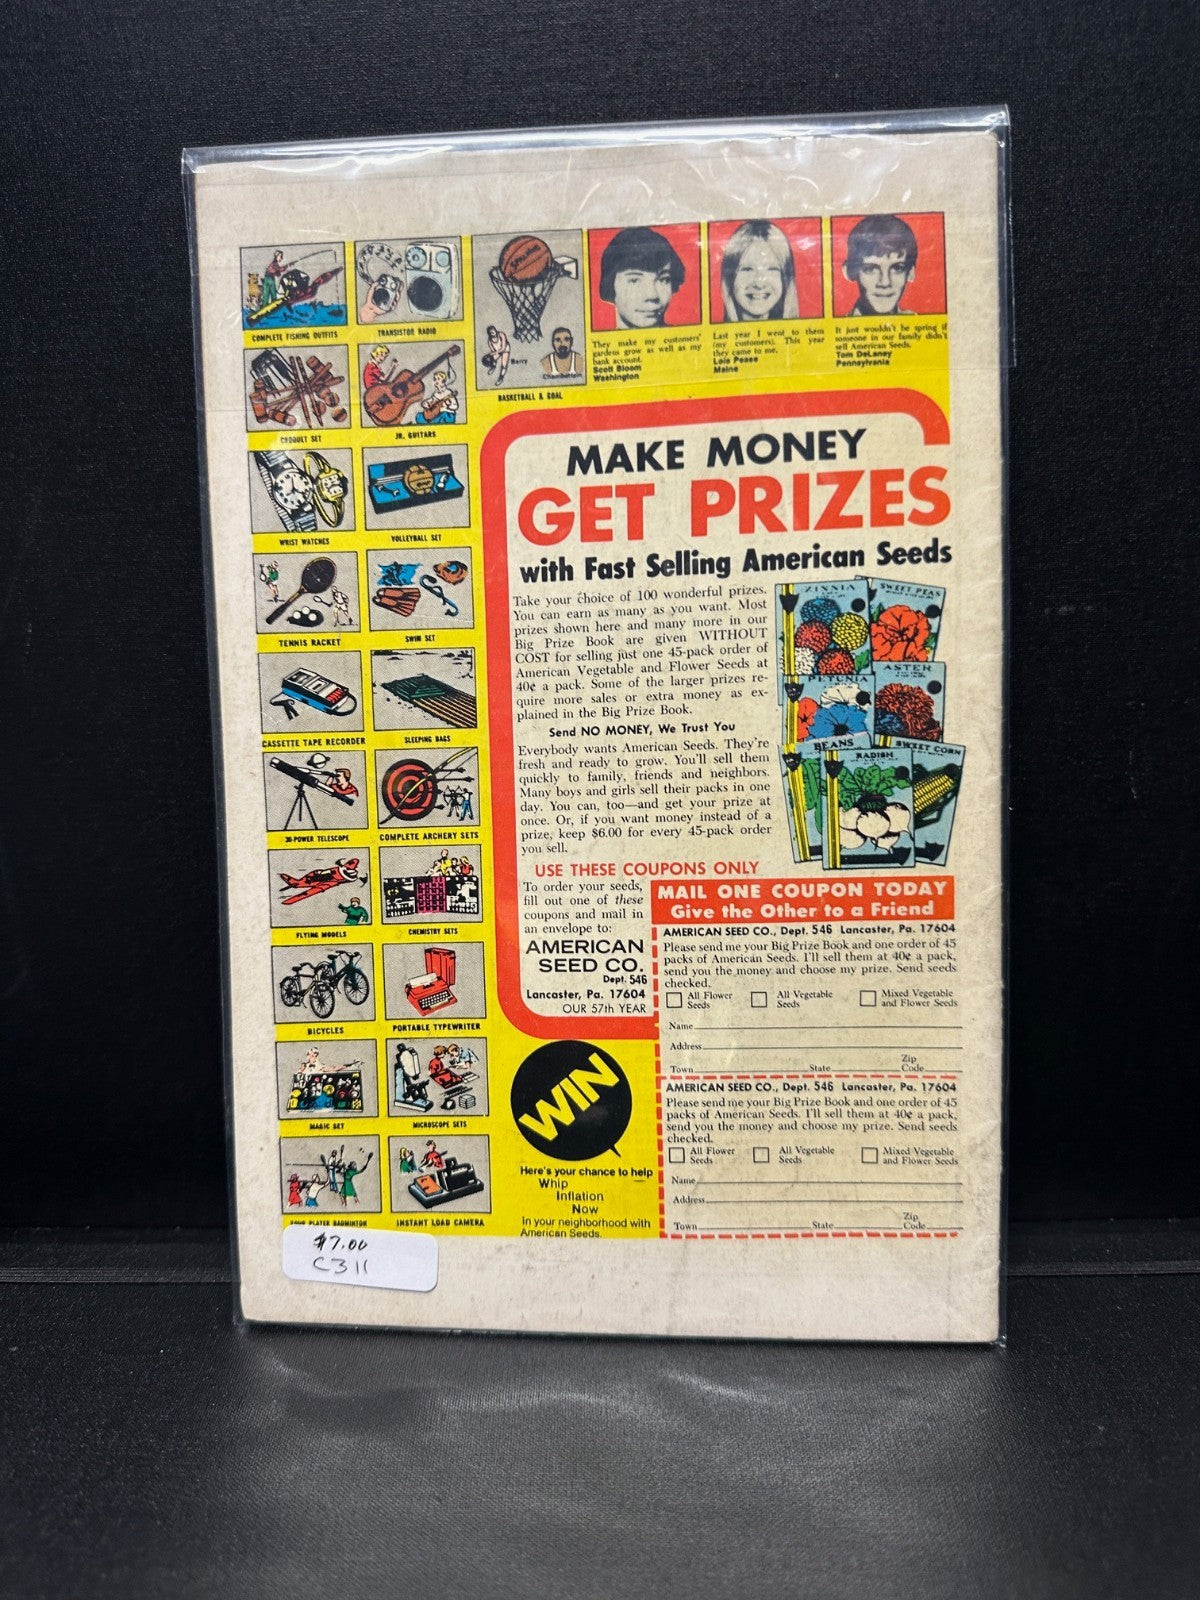 COMPLETE FISHING OUTFITS
TRANSISTOR RADIO
CROQUET SET
JR. GUITARS
WRIST WATCHES
VOLLEYBALL SET
TENNIS RACKET
SWIM SET
CASSETTE TAPE RECORDER
SLEEPING BAGS
30-POWER TELESCOPE
COMPLETE ARCHERY SETS
FLYING MODELS
CHEMISTRY SETS
BICYCLES
PORTABLE TYPEWRITER
MAGIC SET
MICROSCOPE SETS
FOUR PLAYER BADMINTON
INSTANT LOAD CAMERA
SPALDING
Barry
Chamberlain
BASKETBALL & GOAL
They make my customers'
gardens grow as well as my
bank account.
Scott Bloom
Washington
Last year I went to them
(my customers). This year
they came to me.
Lois Pease
Maine
It just wouldn't be spring if
someone in our family didn't
sell American Seeds.
Tom DeLaney
Pennsylvania
MAKE MONEY
GET PRIZES
with Fast Selling American Seeds
Take your choice of 100 wonderful prizes.
You can earn as many as you want. Most
prizes shown here and many more in our
Big Prize Book are given WITHOUT
COST for selling just one 45-pack order of
American Vegetable and Flower Seeds at
40¢ a pack. Some of the larger prizes re-
quire more sales or extra money as ex-
plained in the Big Prize Book.
Send NO MONEY, We Trust You
Everybody wants American Seeds. They're
fresh and ready to grow. You'll sell them
quickly to family, friends and neighbors.
Many boys and girls sell their packs in one
day. You can, too—and get your prize at
once. Or, if you want money instead of a
prize, keep $6.00 for every 45-pack order
you sell.
ZINNIA
SWEET PEAS
ASTER
PETUNIA
BEANS
RADISH
SWEET CORN
USE THESE COUPONS ONLY
To order your seeds,
fill out one of these
coupons and mail in
an envelope to:
AMERICAN
SEED CO.
Dept. 546
Lancaster, Pa. 17604
OUR 57th YEAR
MAIL ONE COUPON TODAY
Give the Other to a Friend
AMERICAN SEED CO., Dept. 546 Lancaster, Pa. 17604
Please send me your Big Prize Book and one order of 45
packs of American Seeds. I'll sell them at 40¢ a pack,
send you the money and choose my prize. Send seeds
checked.
All Flower Seeds All Vegetable Seeds Mixed Vegetable and Flower Seeds
Name
Address
Town State Zip Code
AMERICAN SEED CO., Dept. 546 Lancaster, Pa. 17604
Please send me your Big Prize Book and one order of 45
packs of American Seeds. I'll sell them at 40¢ a pack,
send you the money and choose my prize. Send seeds
checked.
All Flower Seeds All Vegetable Seeds Mixed Vegetable and Flower Seeds
Name
Address
Town State Zip Code
WIN
Here's your chance to help
Whip
Inflation
Now
in your neighborhood with
American Seeds.
$7.00
C311